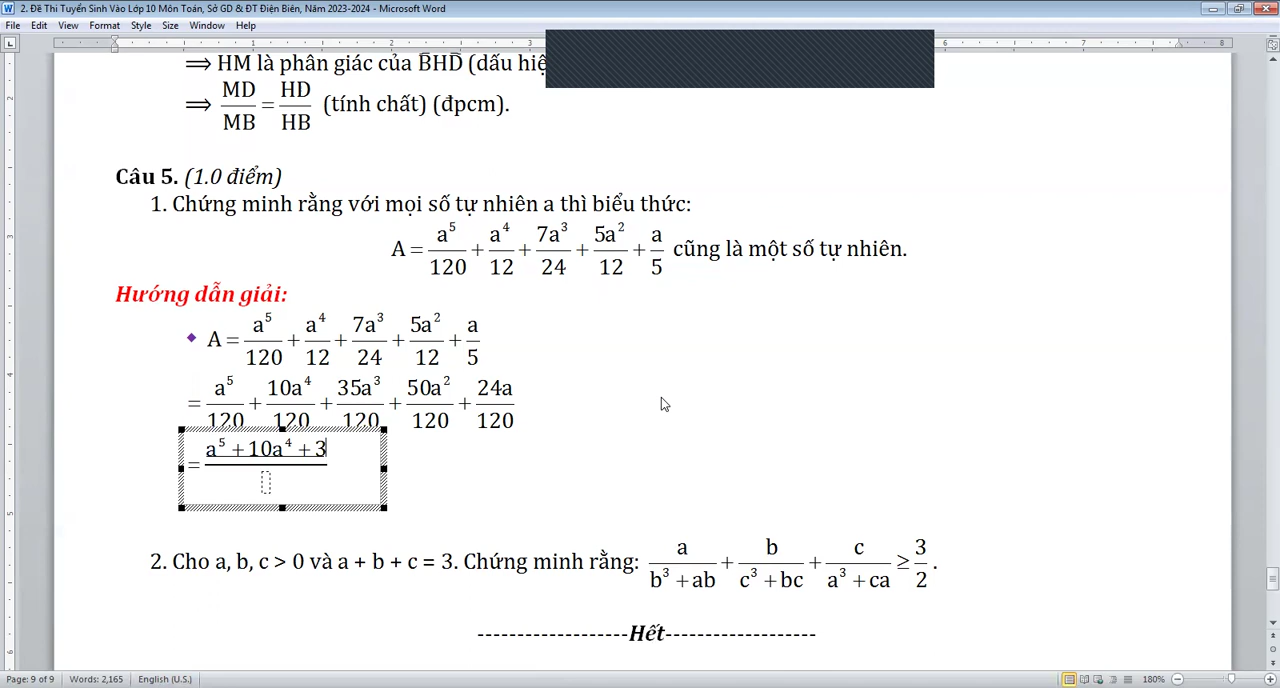 2. Đề Thi Tuyển Sinh Vào Lớp 10 Môn Toán, Sở GD & ĐT Điện Biên, Năm 2023-2024 - Microsoft Word
File Edit View Format Style Size Window Help
1 2 3 6 7 8
⟹ HM là phân giác của BHD (dấu hiệ
⟹ MD/MB = HD/HB (tính chất) (đpcm).
Câu 5. (1.0 điểm)
1. Chứng minh rằng với mọi số tự nhiên a thì biểu thức:
A = a⁵/120 + a⁴/12 + 7a³/24 + 5a²/12 + a/5 cũng là một số tự nhiên.
Hướng dẫn giải:
A = a⁵/120 + a⁴/12 + 7a³/24 + 5a²/12 + a/5
= a⁵/120 + 10a⁴/120 + 35a³/120 + 50a²/120 + 24a/120
= a⁵ + 10a⁴ + 3
2. Cho a, b, c > 0 và a + b + c = 3. Chứng minh rằng: a/(b³ + ab) + b/(c³ + bc) + c/(a³ + ca) ≥ 3/2.
-------------------Hết-------------------
Page: 9 of 9 Words: 2,165 English (U.S.) 180%